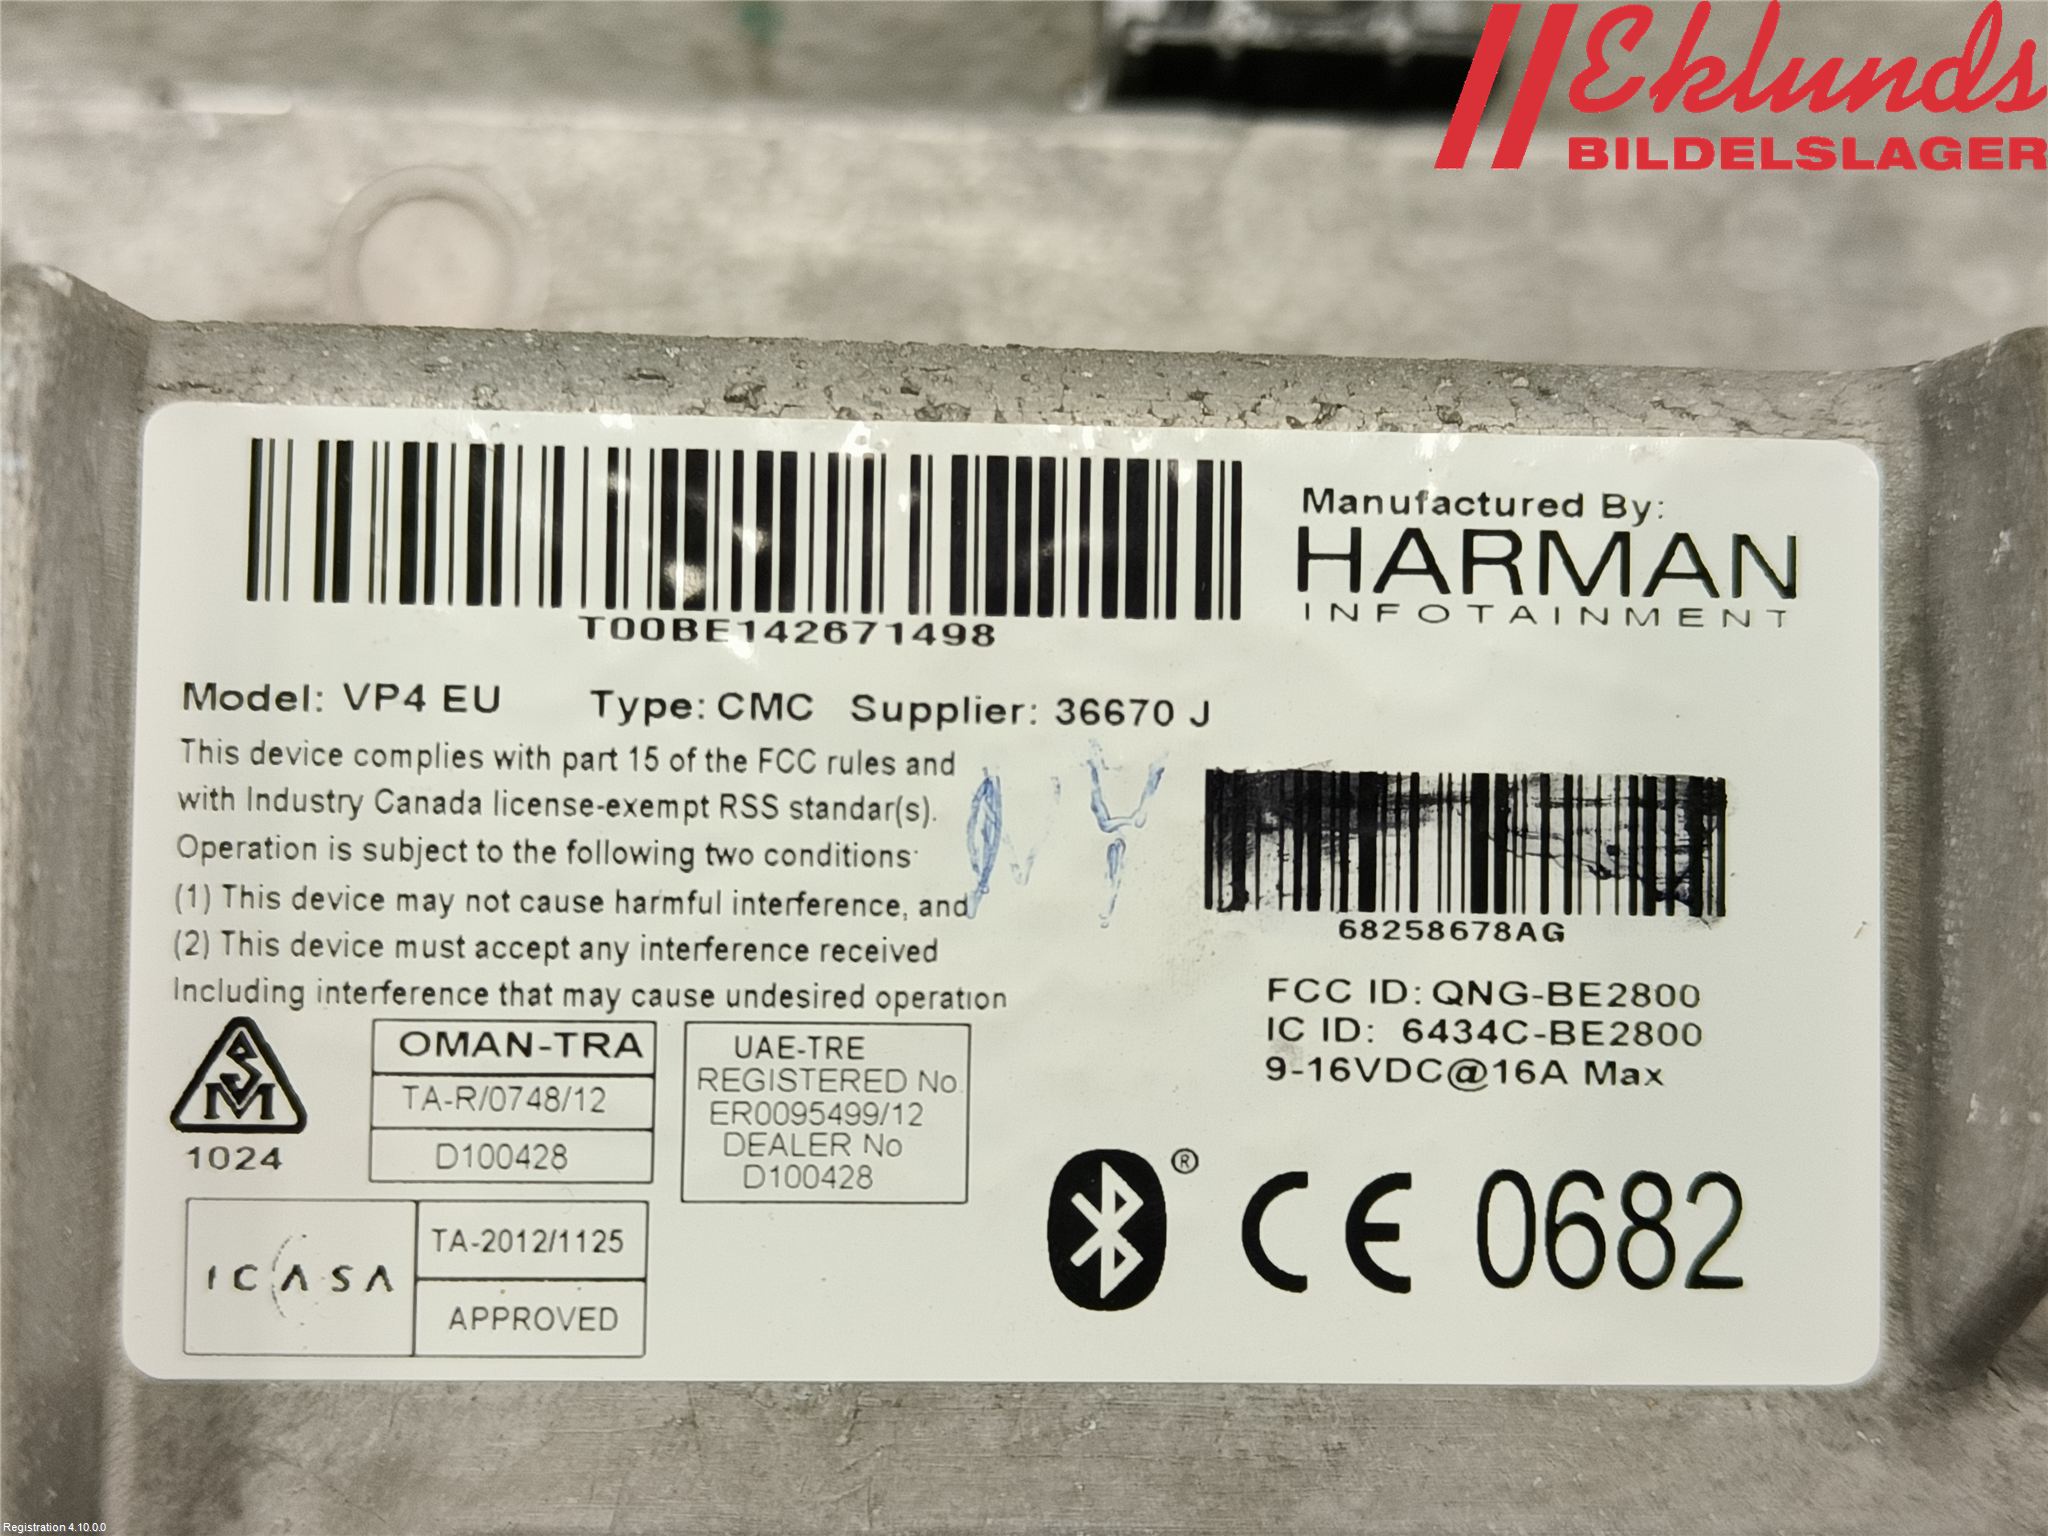 Eklunds
BILDELSLAGER
T00BE142671498
Manufactured By:
HARMAN
INFOTAINMENT
Model: VP4 EU Type: CMC Supplier: 36670 J
This device complies with part 15 of the FCC rules and
with Industry Canada license-exempt RSS standar(s).
Operation is subject to the following two conditions:
(1) This device may not cause harmful interference, and
(2) This device must accept any interference received
Including interference that may cause undesired operation
68258678AG
FCC ID: QNG-BE2800
IC ID: 6434C-BE2800
9-16VDC@16A Max
SM
1024
OMAN-TRA
TA-R/0748/12
D100428
UAE-TRE
REGISTERED No.
ER0095499/12
DEALER No
D100428
ICASA
TA-2012/1125
APPROVED
® CE 0682
Registration 4.10.0.0